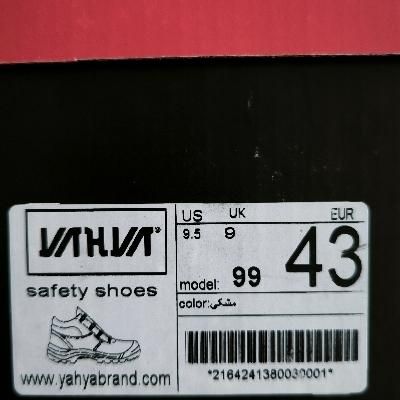 YAHYA®
safety shoes
www.yahyabrand.com
US UK EUR
9.5 9 43
model: 99
color: مشکی
*2164241380030001*